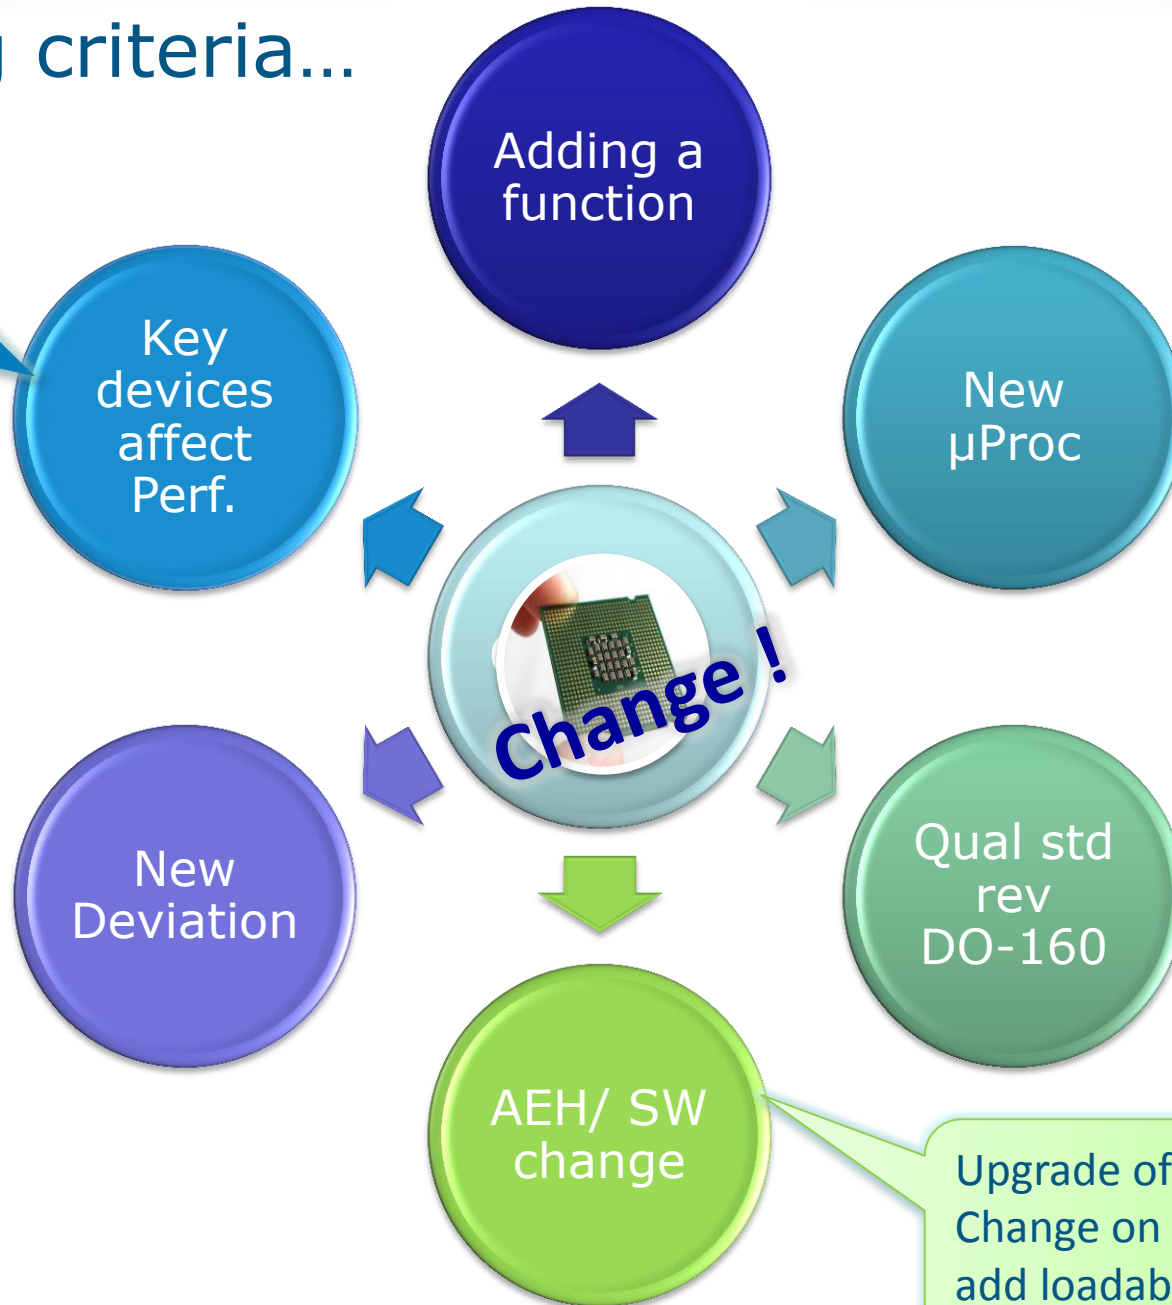 criteria...
Adding a
function
Key
devices
affect
Perf.
New
µProc
Change !
New
Deviation
Qual std
rev
DO-160
AEH/ SW
change
Upgrade of
Change on
add